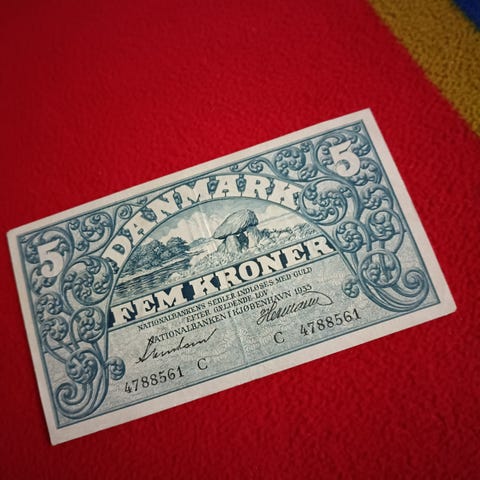 5
DANMARK
5
FEM KRONER
NATIONALBANKENS SEDLER INDLØSES MED GULD
EFTER GÆLDENDE LOV
NATIONALBANKEN I KJØBENHAVN 1935
4788561 C
C 4788561